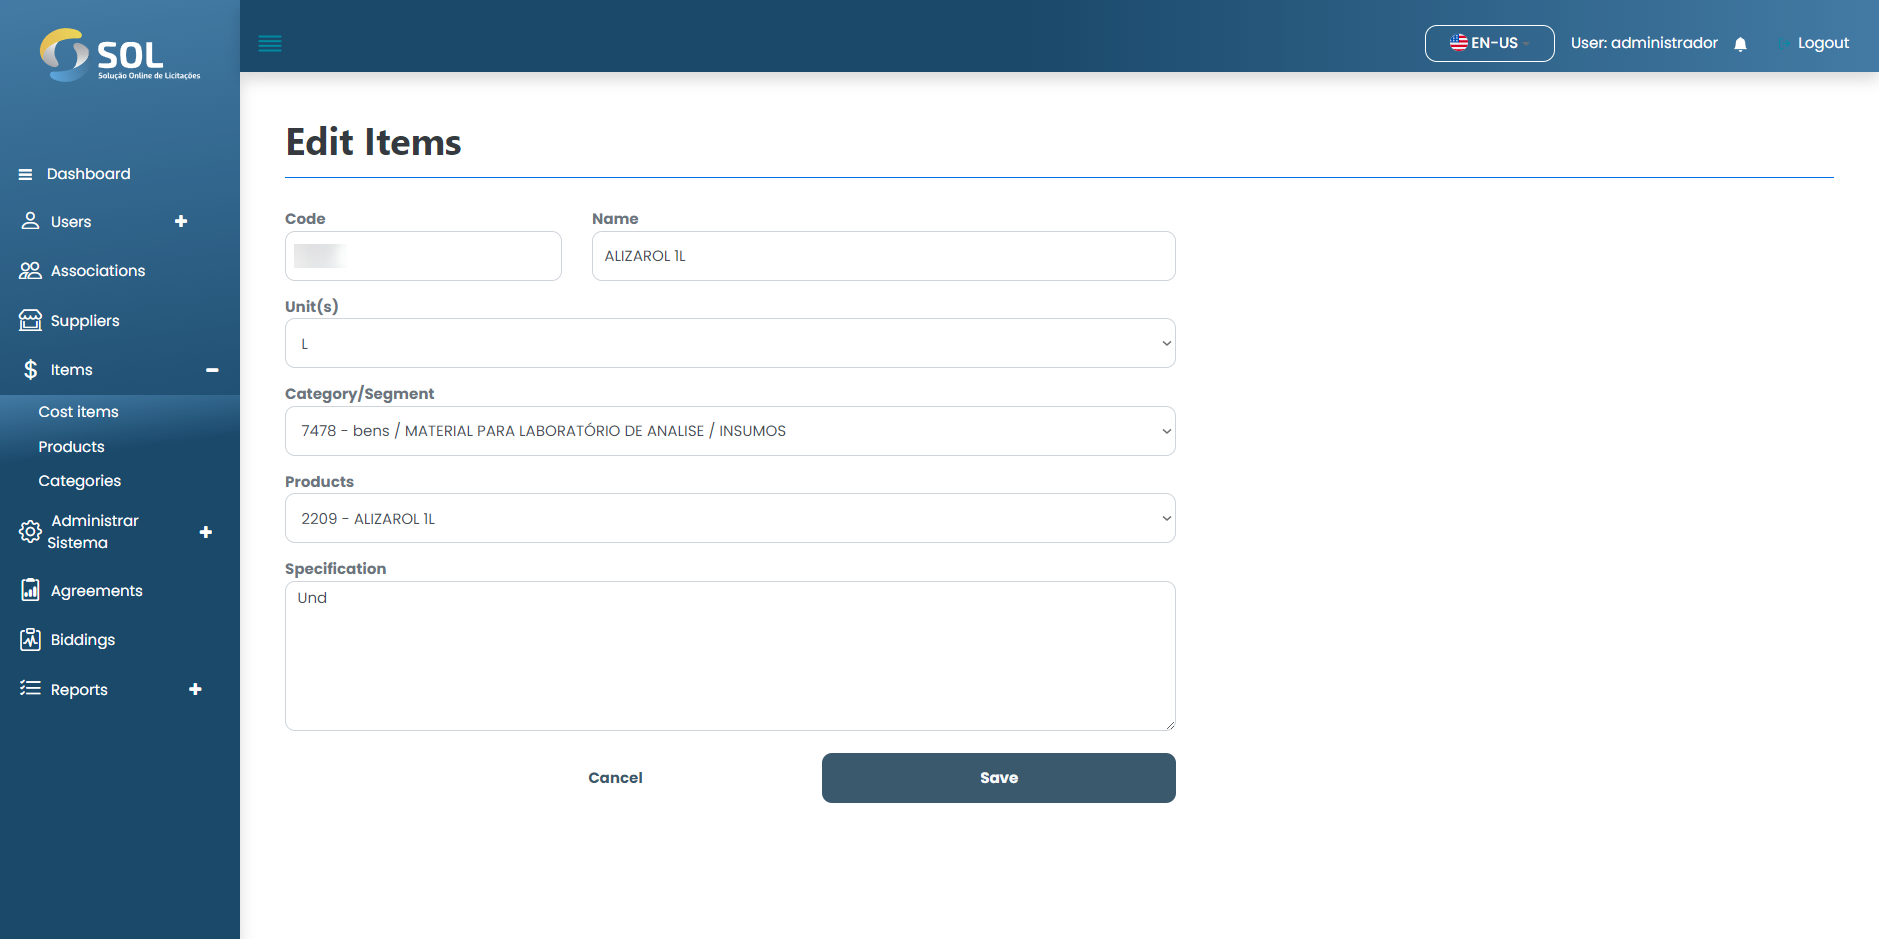 SOL
Solução Online de Licitações
EN-US
User: administrador
Logout
Dashboard
Users
Associations
Suppliers
Items
Cost items
Products
Categories
Administrar
Sistema
Agreements
Biddings
Reports
Edit Items
Code
Name
ALIZAROL 1L
Unit(s)
L
Category/Segment
7478 - bens / MATERIAL PARA LABORATÓRIO DE ANALISE / INSUMOS
Products
2209 - ALIZAROL 1L
Specification
Und
Cancel
Save